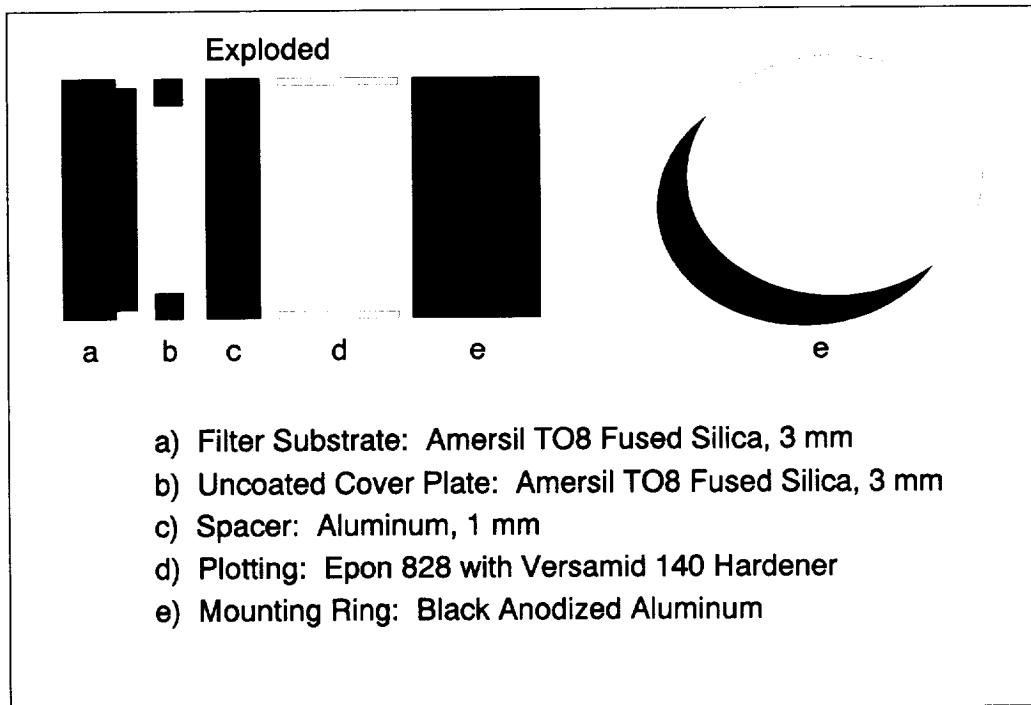 Exploded
a b c d e e
a) Filter Substrate: Amersil TO8 Fused Silica, 3 mm
b) Uncoated Cover Plate: Amersil TO8 Fused Silica, 3 mm
c) Spacer: Aluminum, 1 mm
d) Plotting: Epon 828 with Versamid 140 Hardener
e) Mounting Ring: Black Anodized Aluminum